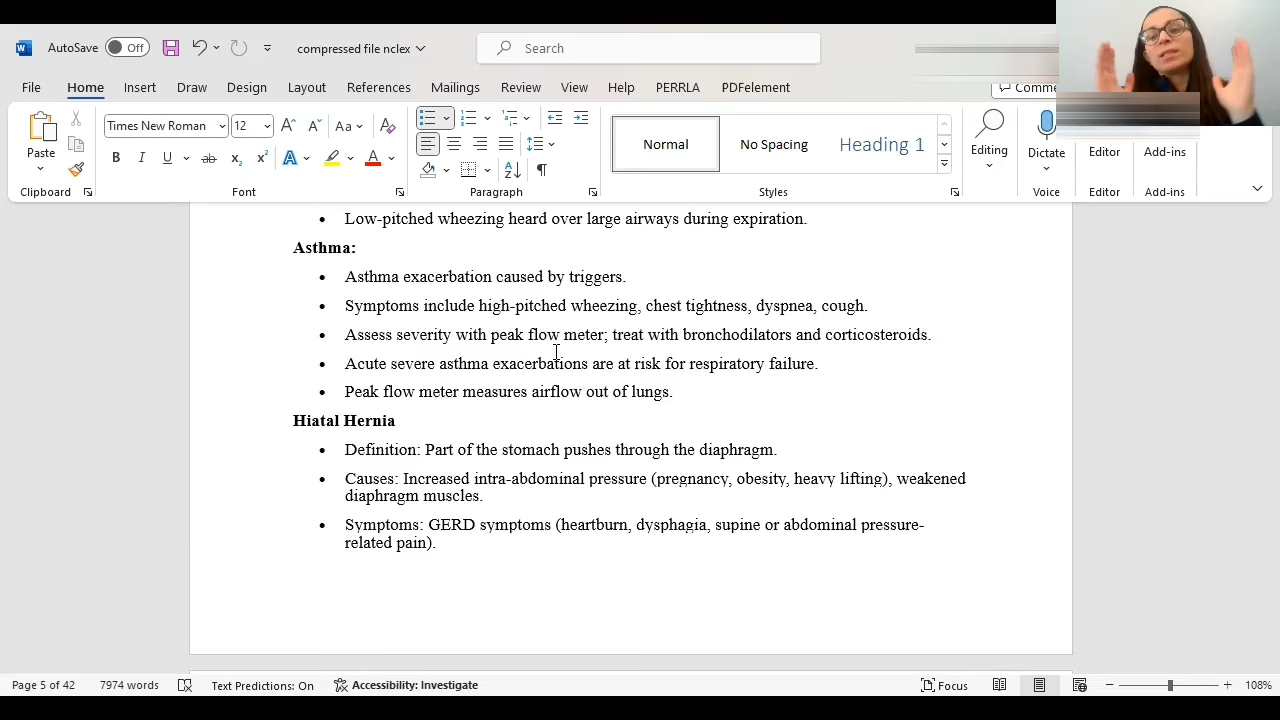 AutoSave Off compressed file nclex Search
File Home Insert Draw Design Layout References Mailings Review View Help PERRLA PDFelement
Paste Times New Roman 12 Aa Normal No Spacing Heading 1 Editing Dictate Editor Add-ins
Clipboard Font Paragraph Styles Voice Editor Add-ins
• Low-pitched wheezing heard over large airways during expiration.
Asthma:
• Asthma exacerbation caused by triggers.
• Symptoms include high-pitched wheezing, chest tightness, dyspnea, cough.
• Assess severity with peak flow meter; treat with bronchodilators and corticosteroids.
• Acute severe asthma exacerbations are at risk for respiratory failure.
• Peak flow meter measures airflow out of lungs.
Hiatal Hernia
• Definition: Part of the stomach pushes through the diaphragm.
• Causes: Increased intra-abdominal pressure (pregnancy, obesity, heavy lifting), weakened
diaphragm muscles.
• Symptoms: GERD symptoms (heartburn, dysphagia, supine or abdominal pressure-
related pain).
Page 5 of 42 7974 words Text Predictions: On Accessibility: Investigate Focus 108%